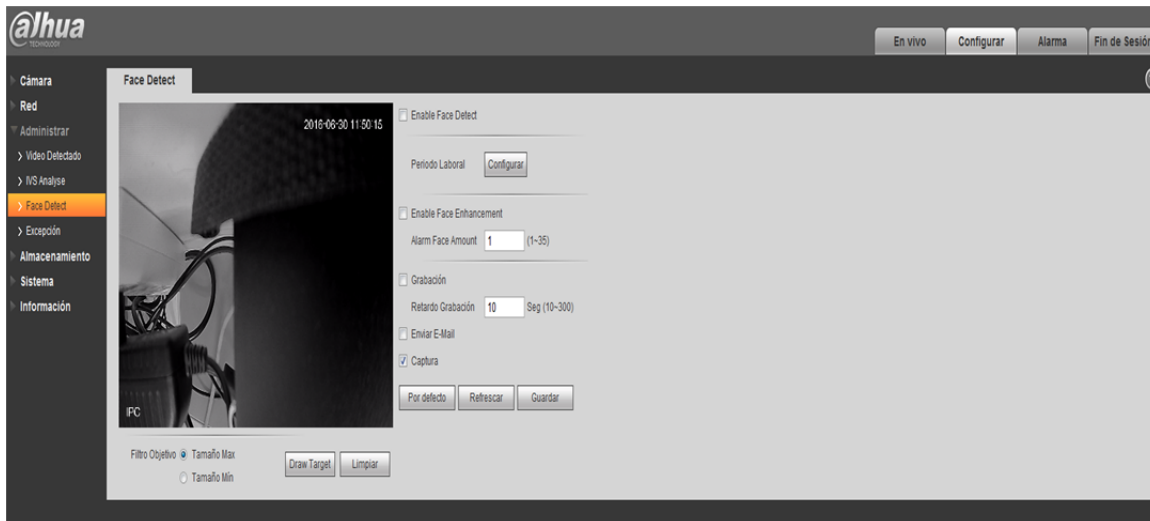 alhua
TECHNOLOGY
En vivo
Configurar
Alarma
Fin de Sesión
Cámara
Red
Administrar
Video Detectado
IVS Analyse
Face Detect
Excepción
Almacenamiento
Sistema
Información
Face Detect
2016-06-30 11:50:15
IPC
Enable Face Detect
Periodo Laboral Configurar
Enable Face Enhancement
Alarm Face Amount 1 (1~35)
Grabación
Retardo Grabación 10 Seg (10~300)
Enviar E-Mail
Captura
Por defecto Refrescar Guardar
Filtro Objetivo Tamaño Max
Tamaño Mín
Draw Target Limpiar